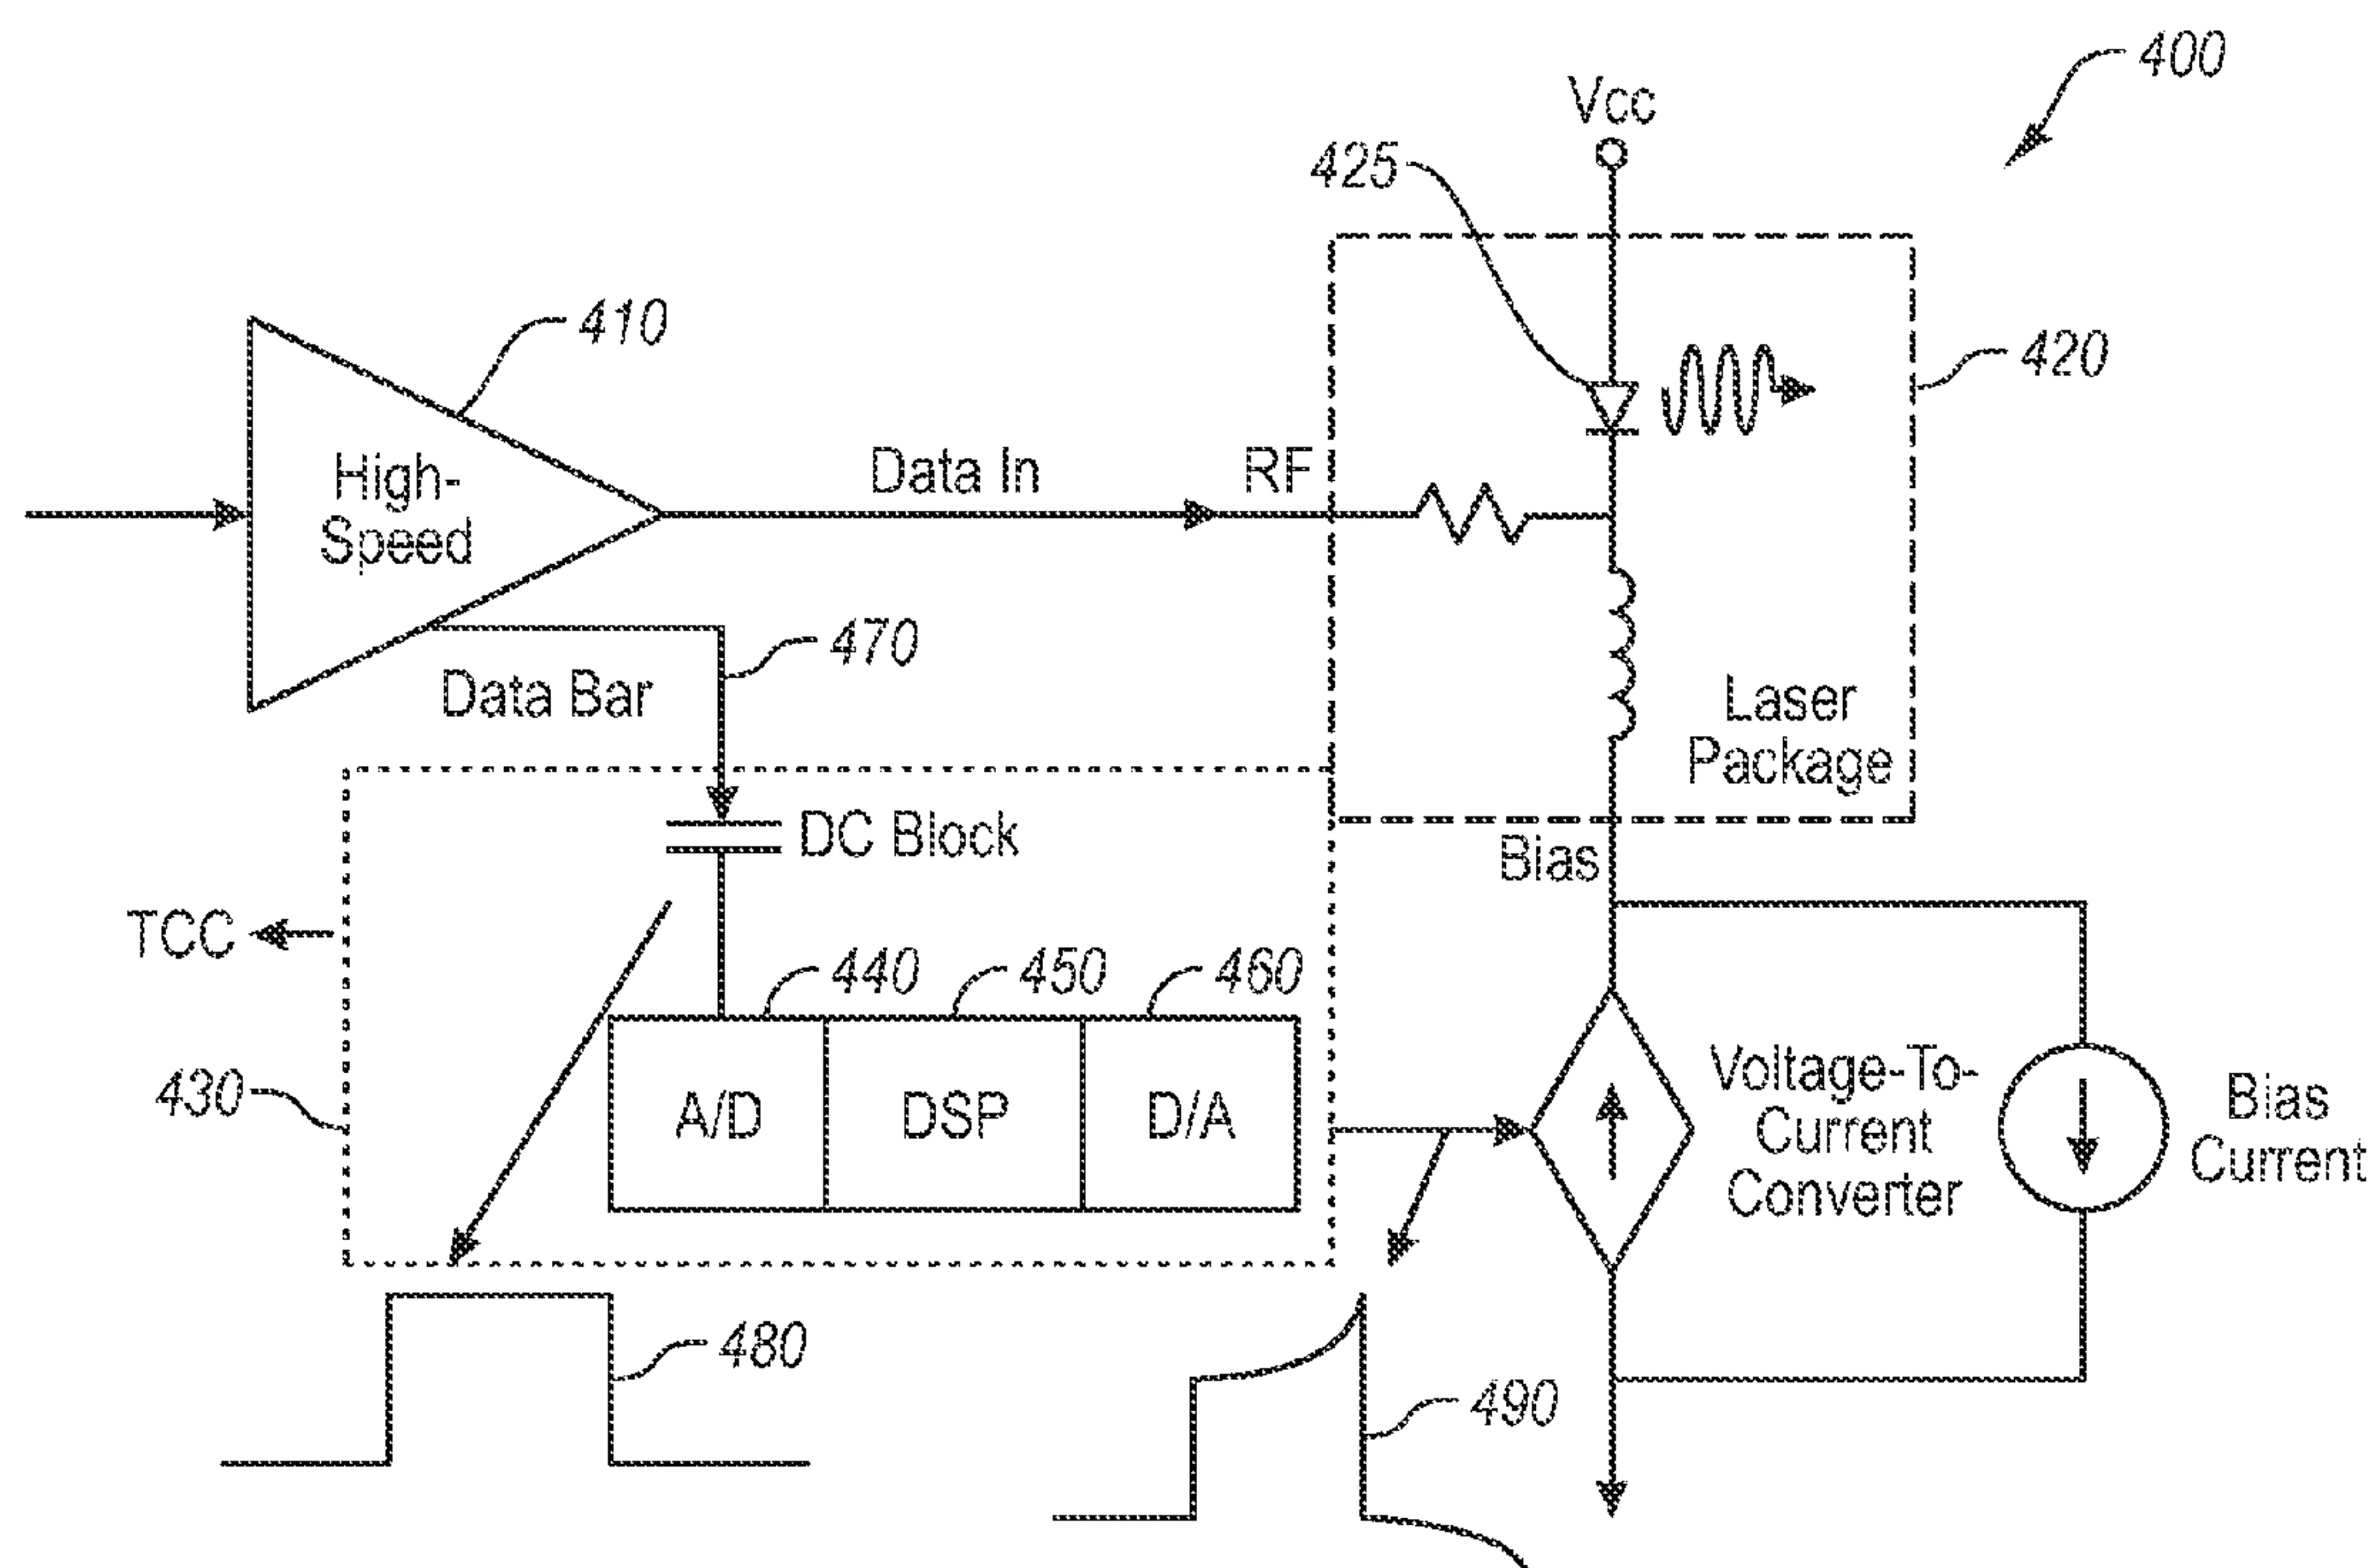 400
Vcc
425
410
420
High-
Speed
Data In
RF
470
Data Bar
Laser
Package
DC Block
Bias
TCC
440
450
460
430
A/D
DSP
D/A
Voltage-To-
Current
Converter
Bias
Current
480
490